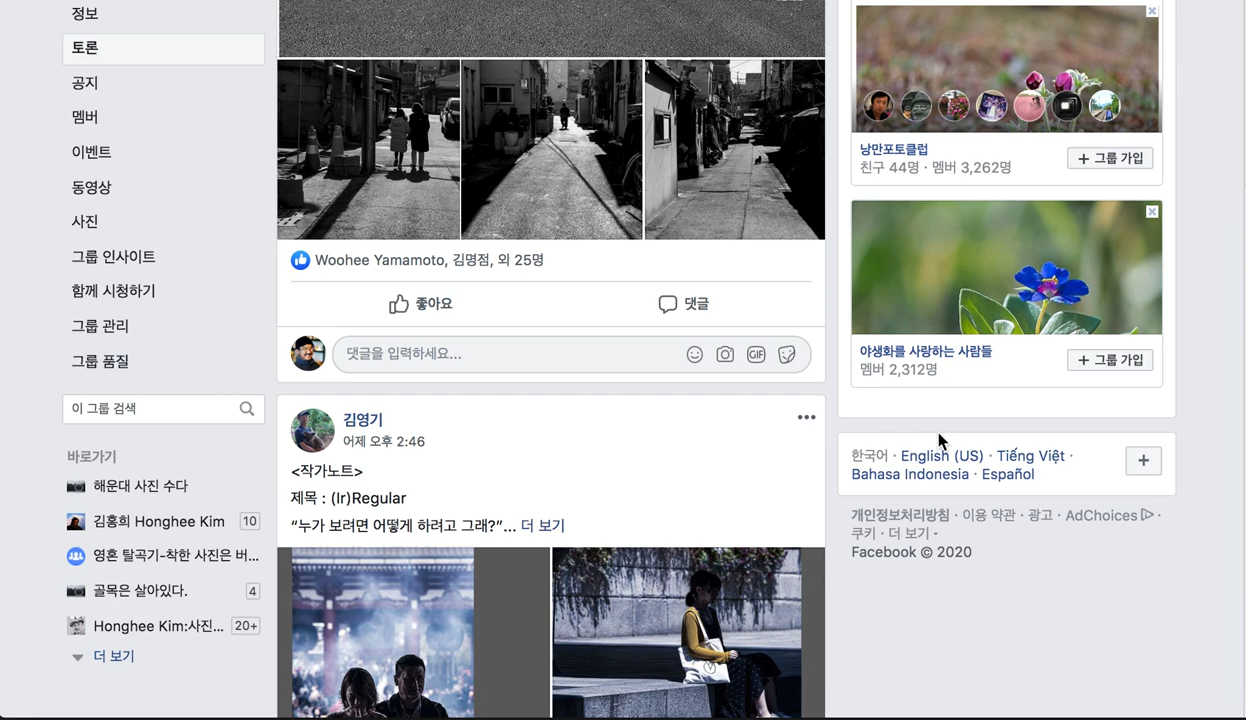 정보
토론
공지
멤버
이벤트
동영상
사진
그룹 인사이트
함께 시청하기
그룹 관리
그룹 품질
이 그룹 검색
바로가기
해운대 사진 수다
김홍희 Honghee Kim 10
영혼 탈곡기-착한 사진은 버...
골목은 살아있다. 4
Honghee Kim:사진... 20+
더 보기
Woohee Yamamoto, 김명점, 외 25명
좋아요 댓글
댓글을 입력하세요...
GIF
김영기
어제 오후 2:46
<작가노트>
제목 : (Ir)Regular
“누가 보려면 어떻게 하려고 그래?”... 더 보기
낭만포토클럽
친구 44명 · 멤버 3,262명
+ 그룹 가입
야생화를 사랑하는 사람들
멤버 2,312명
+ 그룹 가입
한국어 · English (US) · Tiếng Việt ·
Bahasa Indonesia · Español
개인정보처리방침 · 이용 약관 · 광고 · AdChoices ·
쿠키 · 더 보기
Facebook © 2020